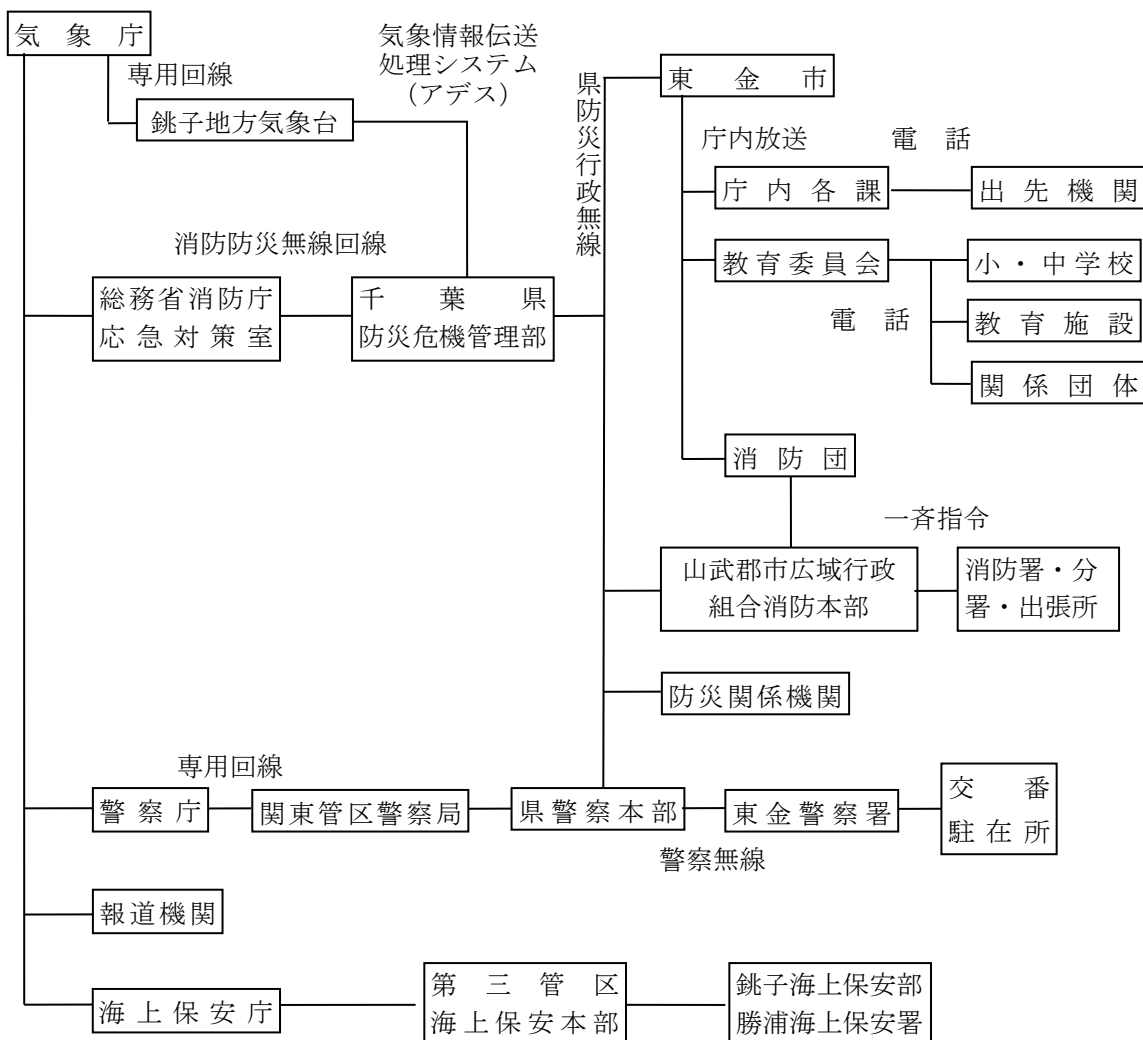 気象庁
専用回線
銚子地方気象台
気象情報伝送
処理システム
（アデス）
県防災行政無線
東金市
庁内放送
電話
庁内各課
出先機関
教育委員会
小・中学校
電話
教育施設
関係団体
消防防災無線回線
総務省消防庁
応急対策室
千葉県
防災危機管理部
消防団
一斉指令
山武郡市広域行政
組合消防本部
消防署・分
署・出張所
防災関係機関
専用回線
警察庁
関東管区警察局
県警察本部
東金警察署
交番
駐在所
警察無線
報道機関
海上保安庁
第三管区
海上保安本部
銚子海上保安部
勝浦海上保安署